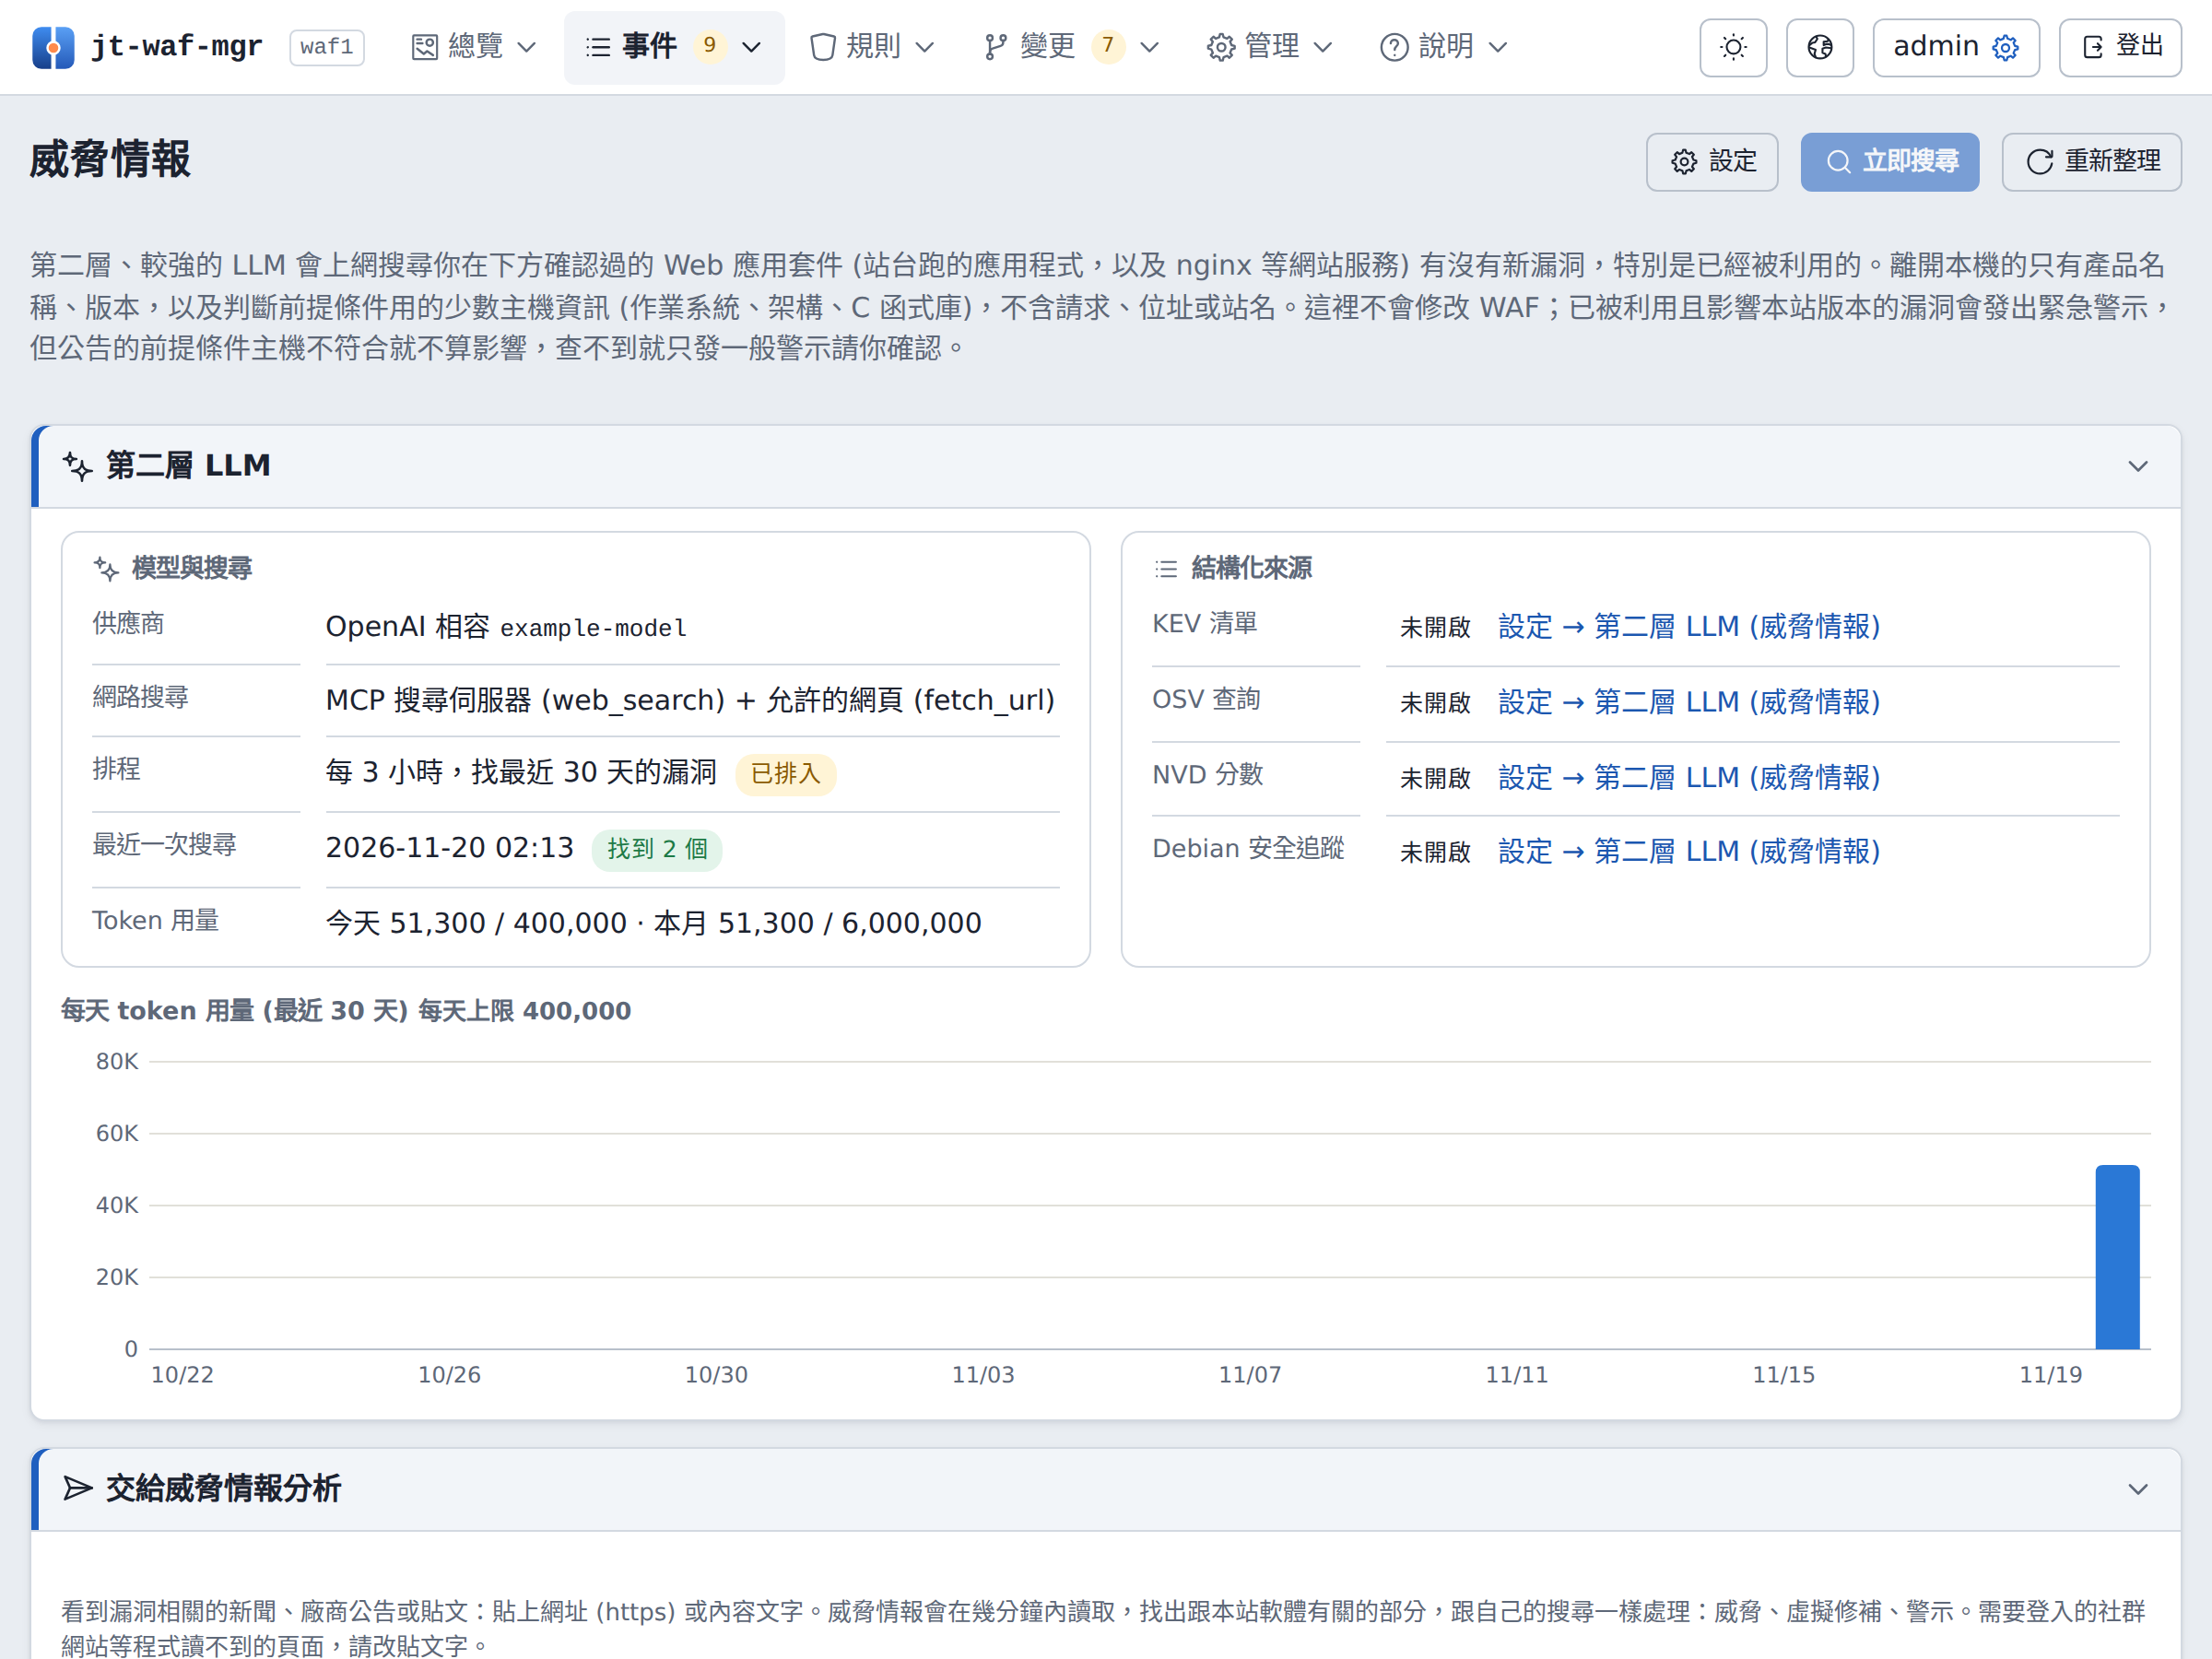 jt-waf-mgr waf1 總覽 事件 9 規則 變更 7 管理 說明 admin 登出
威脅情報 設定 立即搜尋 重新整理
第二層、較強的 LLM 會上網搜尋你在下方確認過的 Web 應用套件 (站台跑的應用程式，以及 nginx 等網站服務) 有沒有新漏洞，特別是已經被利用的。離開本機的只有產品名
稱、版本，以及判斷前提條件用的少數主機資訊 (作業系統、架構、C 函式庫)，不含請求、位址或站名。這裡不會修改 WAF；已被利用且影響本站版本的漏洞會發出緊急警示，
但公告的前提條件主機不符合就不算影響，查不到就只發一般警示請你確認。
第二層 LLM
模型與搜尋
供應商 OpenAI 相容 example-model
網路搜尋 MCP 搜尋伺服器 (web_search) + 允許的網頁 (fetch_url)
排程 每 3 小時，找最近 30 天的漏洞 已排入
最近一次搜尋 2026-11-20 02:13 找到 2 個
Token 用量 今天 51,300 / 400,000 · 本月 51,300 / 6,000,000
結構化來源
KEV 清單 未開啟 設定 → 第二層 LLM (威脅情報)
OSV 查詢 未開啟 設定 → 第二層 LLM (威脅情報)
NVD 分數 未開啟 設定 → 第二層 LLM (威脅情報)
Debian 安全追蹤 未開啟 設定 → 第二層 LLM (威脅情報)
每天 token 用量 (最近 30 天) 每天上限 400,000
80K
60K
40K
20K
0
10/22 10/26 10/30 11/03 11/07 11/11 11/15 11/19
交給威脅情報分析
看到漏洞相關的新聞、廠商公告或貼文：貼上網址 (https) 或內容文字。威脅情報會在幾分鐘內讀取，找出跟本站軟體有關的部分，跟自己的搜尋一樣處理：威脅、虛擬修補、警示。需要登入的社群
網站等程式讀不到的頁面，請改貼文字。